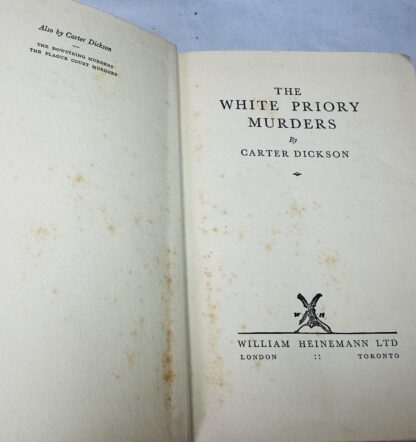 Also by Carter Dickson
THE BOWSTRING MURDERS
THE PLAGUE COURT MURDERS
THE
WHITE PRIORY
MURDERS
By
CARTER DICKSON
W H
WILLIAM HEINEMANN LTD
LONDON :: TORONTO